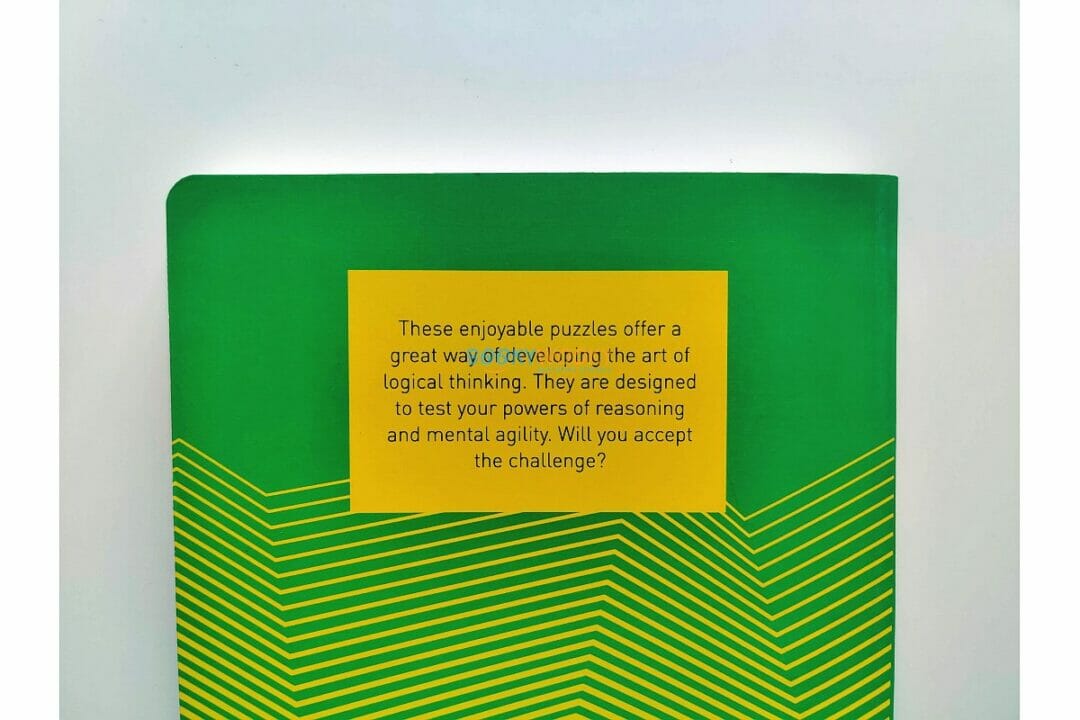 These enjoyable puzzles offer a
great way of developing the art of
logical thinking. They are designed
to test your powers of reasoning
and mental agility. Will you accept
the challenge?